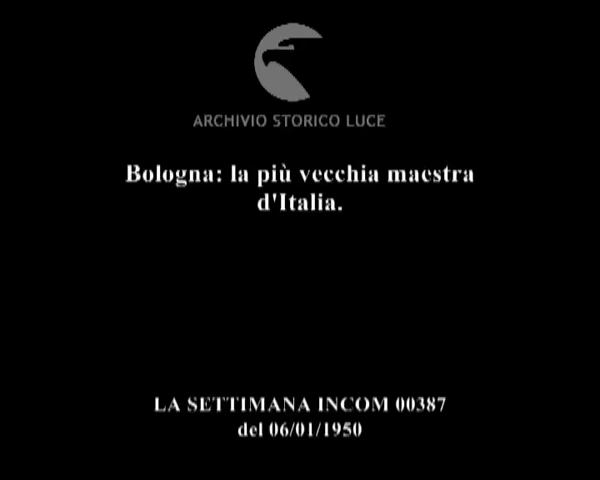 ARCHIVIO STORICO LUCE
Bologna: la più vecchia maestra
d'Italia.
LA SETTIMANA INCOM 00387
del 06/01/1950